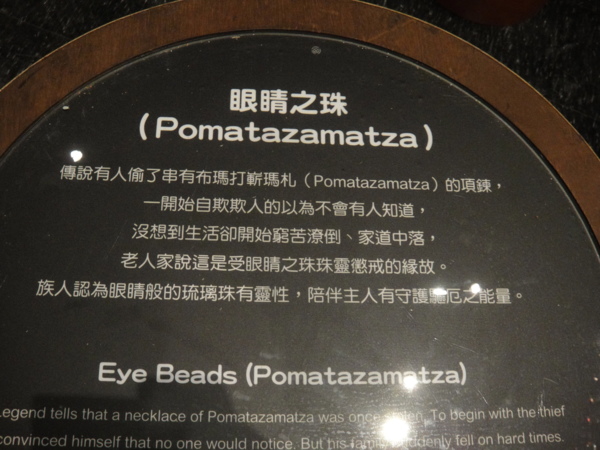 眼睛之珠
(Pomatazamatza)
傳說有人偷了串有布瑪打嶄瑪札（Pomatazamatza）的項鍊，
一開始自欺欺人的以為不會有人知道，
沒想到生活卻開始窮苦潦倒、家道中落，
老人家說這是受眼睛之珠珠靈懲戒的緣故。
族人認為眼睛般的琉璃珠有靈性，陪伴主人有守護驅厄之能量。
Eye Beads (Pomatazamatza)
Legend tells that a necklace of Pomatazamatza was once stolen. To begin with the thief
convinced himself that no one would notice. But his family suddenly fell on hard times.